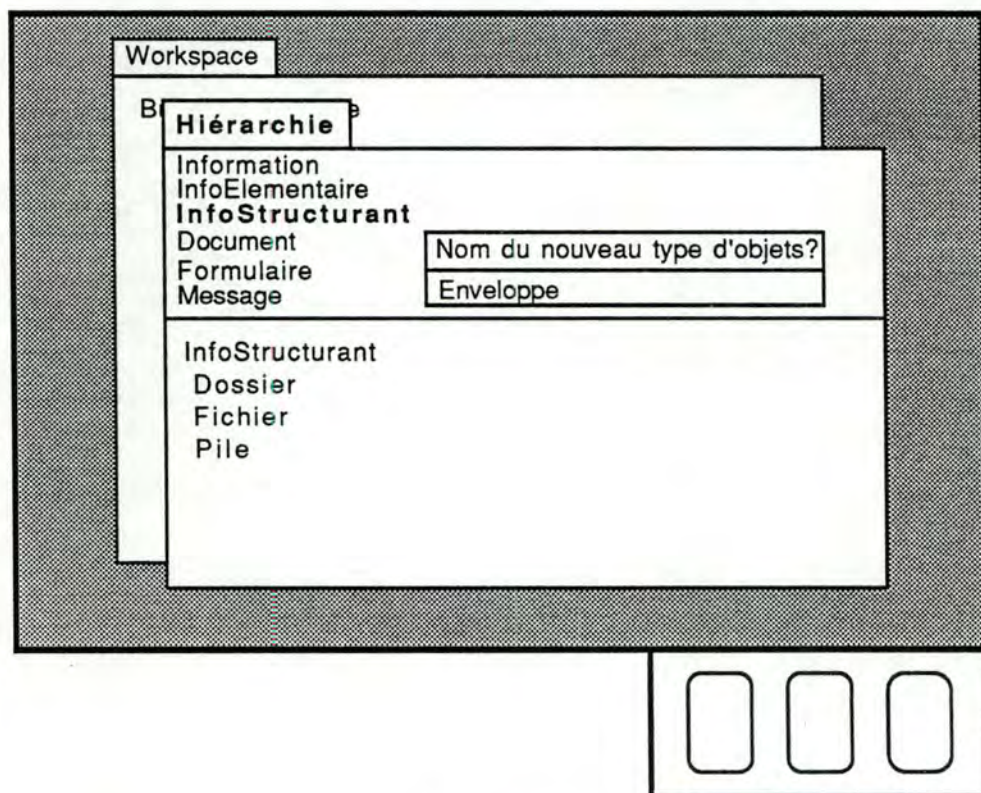 Workspace
Hiérarchie
Information
InfoElementaire
InfoStructurant
Document
Formulaire
Message
Nom du nouveau type d'objets?
Enveloppe
InfoStructurant
Dossier
Fichier
Pile